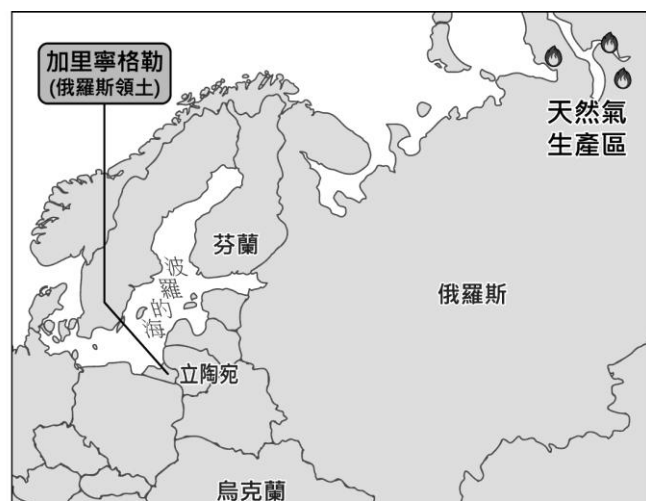 加里寧格勒
(俄羅斯領土)
天然氣
生產區
芬蘭
波羅的海
俄羅斯
立陶宛
烏克蘭